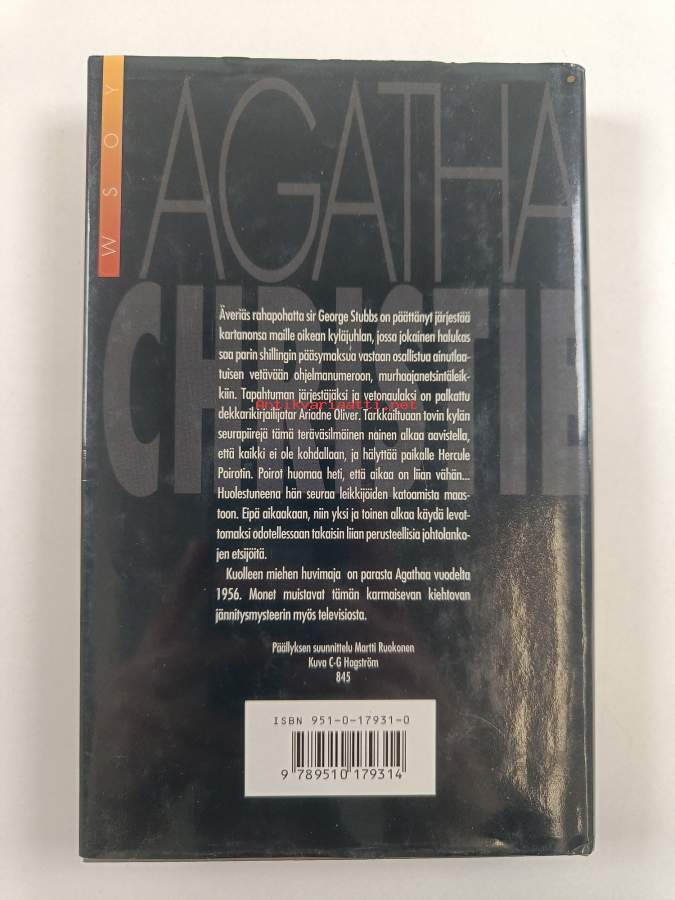 WSOY
AGATHA
CHRISTIE
Äveriäs rahapohatta sir George Stubbs on päättänyt järjestää
kartanonsa maille oikean kyläjuhlan, jossa jokainen halukas
saa parin shillingin pääsymaksua vastaan osallistua ainutlaa-
tuisen vetävään ohjelmanumeroon, murhaajanetsintäleik-
kiin. Tapahtuman järjestäjäksi ja vetonaulaksi on palkattu
Antikvariaatti.net
dekkarikirjailijatar Ariadne Oliver. Tarkkailtuaan tovin kylän
seurapiirejä tämä teräväsilmäinen nainen alkaa aavistella,
että kaikki ei ole kohdallaan, ja hälyttää paikalle Hercule
Poirotin. Poirot huomaa heti, että aikaa on liian vähän...
Huolestuneena hän seuraa leikkijöiden katoamista maas-
toon. Eipä aikaakaan, niin yksi ja toinen alkaa käydä levot-
tomaksi odotellessaan takaisin liian perusteellisia johtolanko-
jen etsijöitä.
Kuolleen miehen huvimaja on parasta Agathaa vuodelta
1956. Monet muistavat tämän karmaisevan kiehtovan
jännitysmysteerin myös televisiosta.
Päällyksen suunnittelu Martti Ruokonen
Kuva C-G Hagström
845
ISBN 951-0-17931-0
9 789510 179314